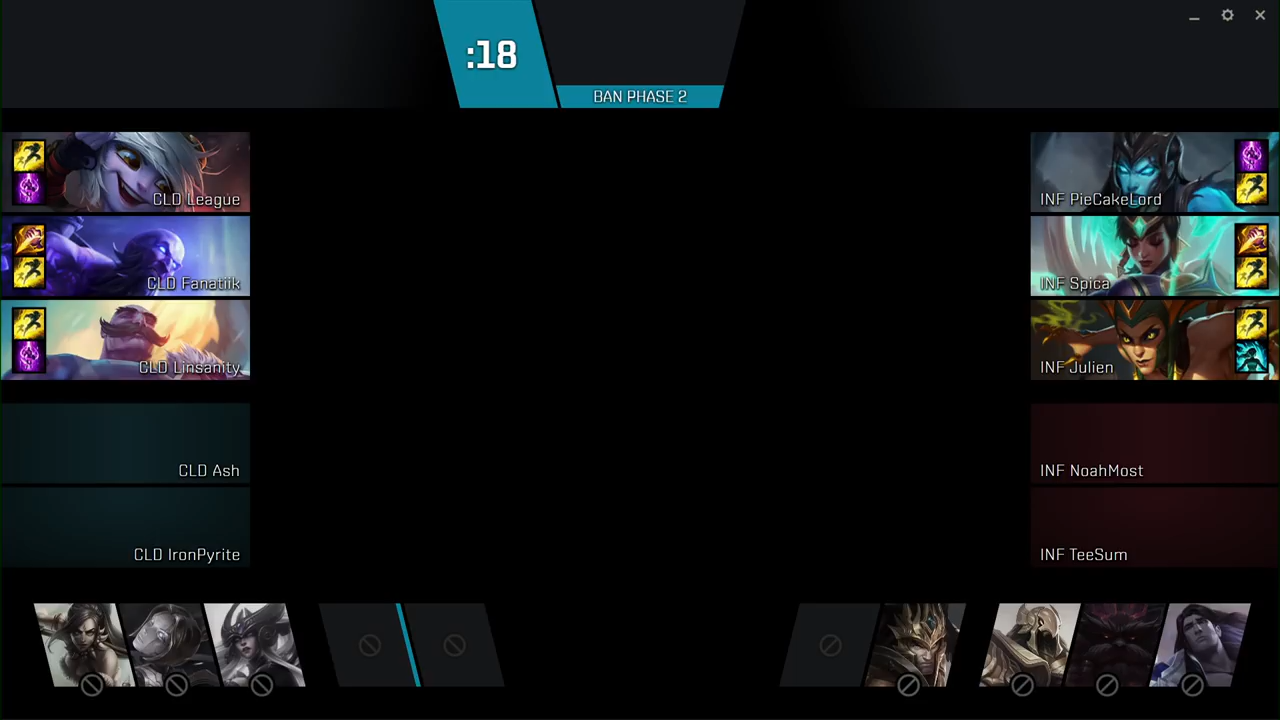 :18
BAN PHASE 2
CLD League
CLD Fanatiik
CLD Linsanity
CLD Ash
CLD IronPyrite
INF PieCakeLord
INF Spica
INF Julien
INF NoahMost
INF TeeSum